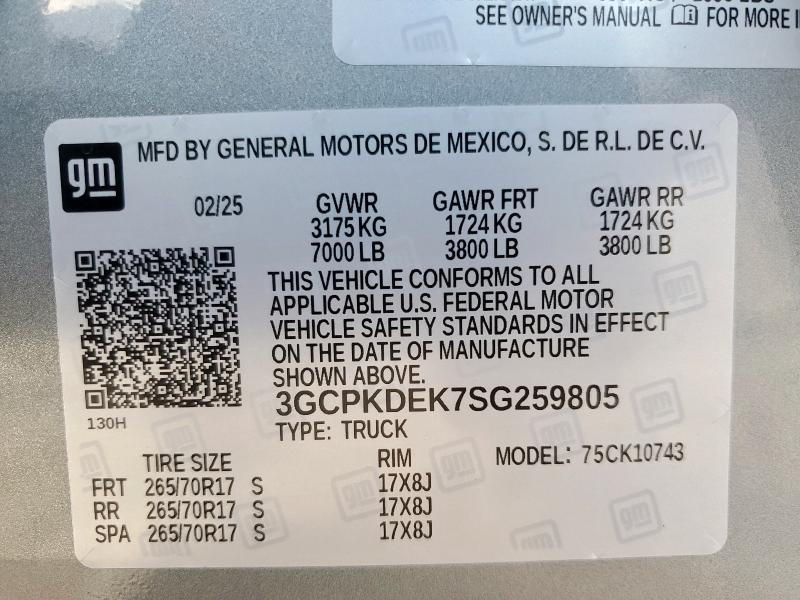 SEE OWNER'S MANUAL FOR MORE
gm
MFD BY GENERAL MOTORS DE MEXICO, S. DE R.L. DE C.V.
02/25 GVWR GAWR FRT GAWR RR
3175 KG 1724 KG 1724 KG
7000 LB 3800 LB 3800 LB
THIS VEHICLE CONFORMS TO ALL
APPLICABLE U.S. FEDERAL MOTOR
VEHICLE SAFETY STANDARDS IN EFFECT
ON THE DATE OF MANUFACTURE
SHOWN ABOVE.
3GCPKDEK7SG259805
130H
TYPE: TRUCK
TIRE SIZE RIM MODEL: 75CK10743
FRT 265/70R17 S 17X8J
RR 265/70R17 S 17X8J
SPA 265/70R17 S 17X8J